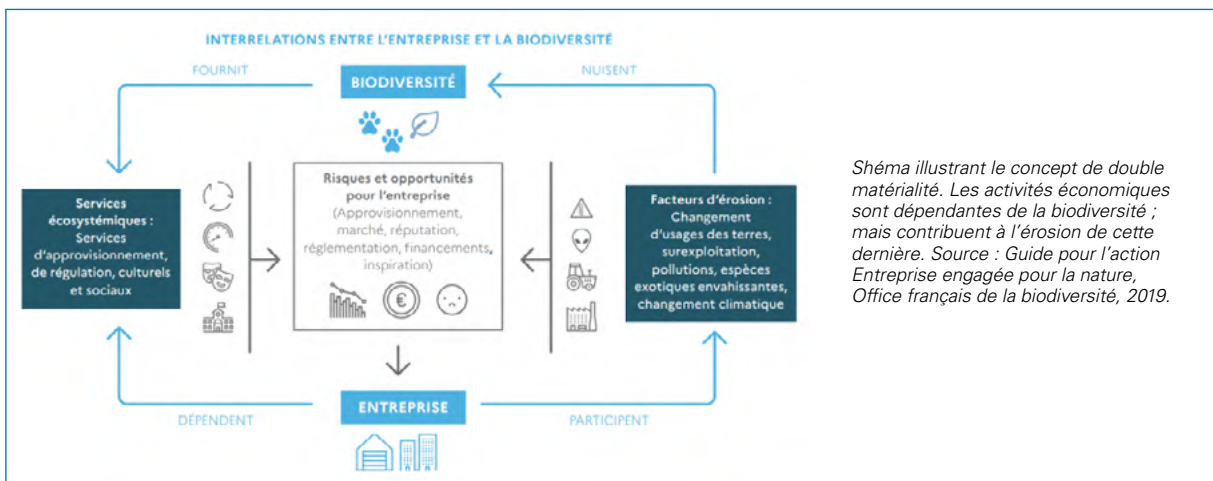 INTERRELATIONS ENTRE L'ENTREPRISE ET LA BIODIVERSITÉ
FOURNIT
BIODIVERSITÉ
NUISENT
Services
écosystémiques :
Services
d'approvisionnement,
de régulation, culturels
et sociaux
Risques et opportunités
pour l'entreprise
(Approvisionnement,
marché, réputation,
réglementation, financements,
inspiration)
€
Facteurs d'érosion :
Changement
d'usages des terres,
surexploitation,
pollutions, espèces
exotiques envahissantes,
changement climatique
DÉPENDENT
ENTREPRISE
PARTICIPENT
Shéma illustrant le concept de double
matérialité. Les activités économiques
sont dépendantes de la biodiversité ;
mais contribuent à l'érosion de cette
dernière. Source : Guide pour l'action
Entreprise engagée pour la nature,
Office français de la biodiversité, 2019.